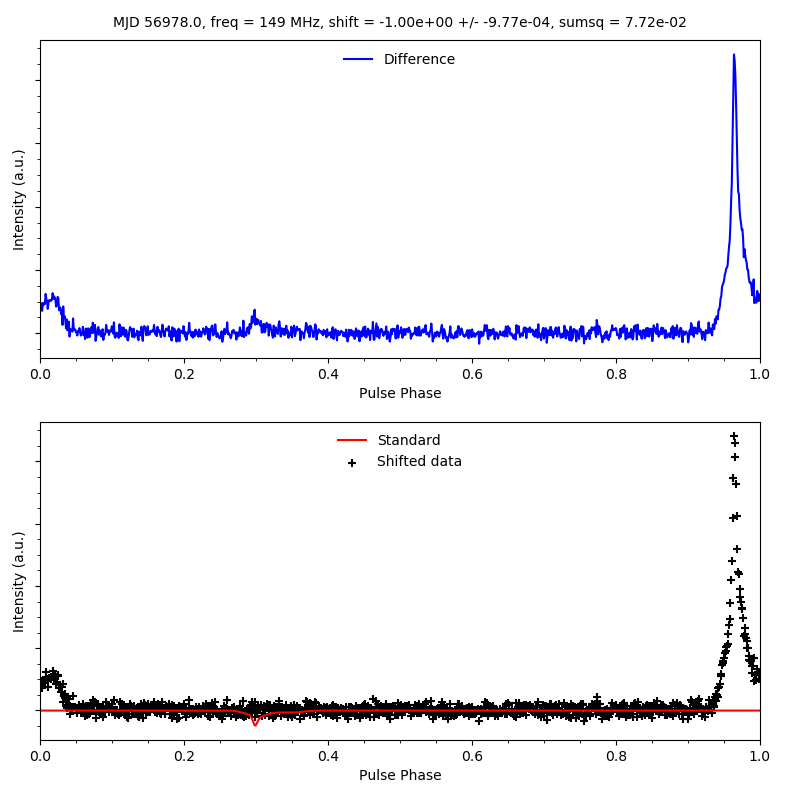 MJD 56978.0, freq = 149 MHz, shift = -1.00e+00 +/- -9.77e-04, sumsq = 7.72e-02
Difference
Intensity (a.u.)
0.0 0.2 0.4 0.6 0.8 1.0
Pulse Phase
Standard
Shifted data
Intensity (a.u.)
0.0 0.2 0.4 0.6 0.8 1.0
Pulse Phase